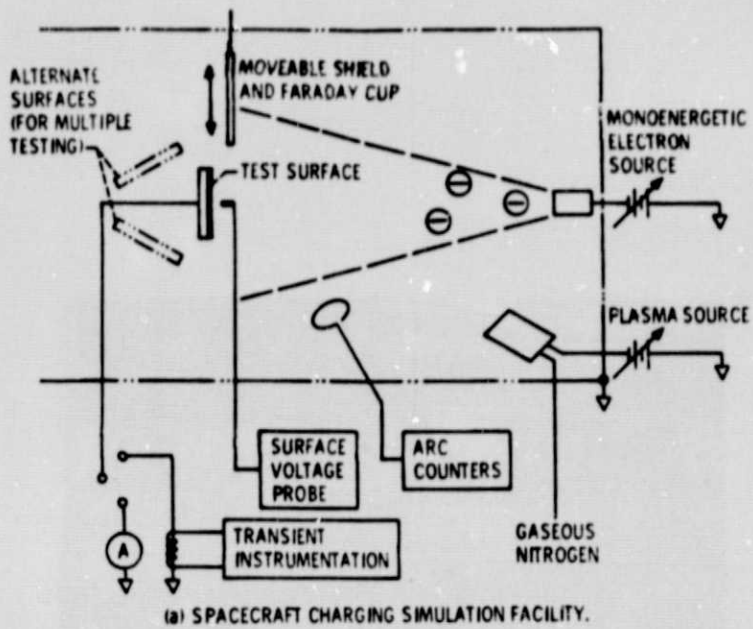 ALTERNATE
SURFACES
(FOR MULTIPLE
TESTING)
MOVEABLE SHIELD
AND FARADAY CUP
MONOENERGETIC
ELECTRON
SOURCE
TEST SURFACE
PLASMA SOURCE
SURFACE
VOLTAGE
PROBE
ARC
COUNTERS
GASEOUS
NITROGEN
A
TRANSIENT
INSTRUMENTATION
(a) SPACECRAFT CHARGING SIMULATION FACILITY.